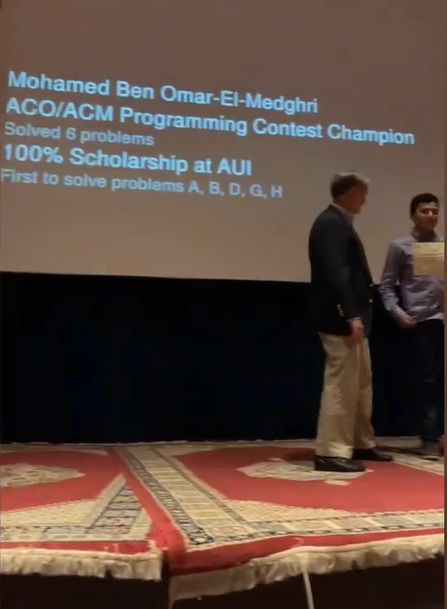 Mohamed Ben Omar-El-Medghri
ACO/ACM Programming Contest Champion
Solved 6 problems
100% Scholarship at AUI
First to solve problems A, B, D, G, H